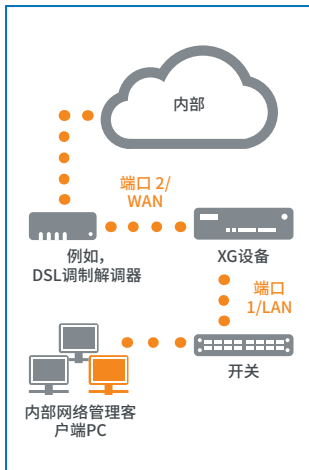 内部
端口 2/
WAN
例如，
DSL调制解调器
XG设备
端口
1/LAN
开关
内部网络管理客
户端PC